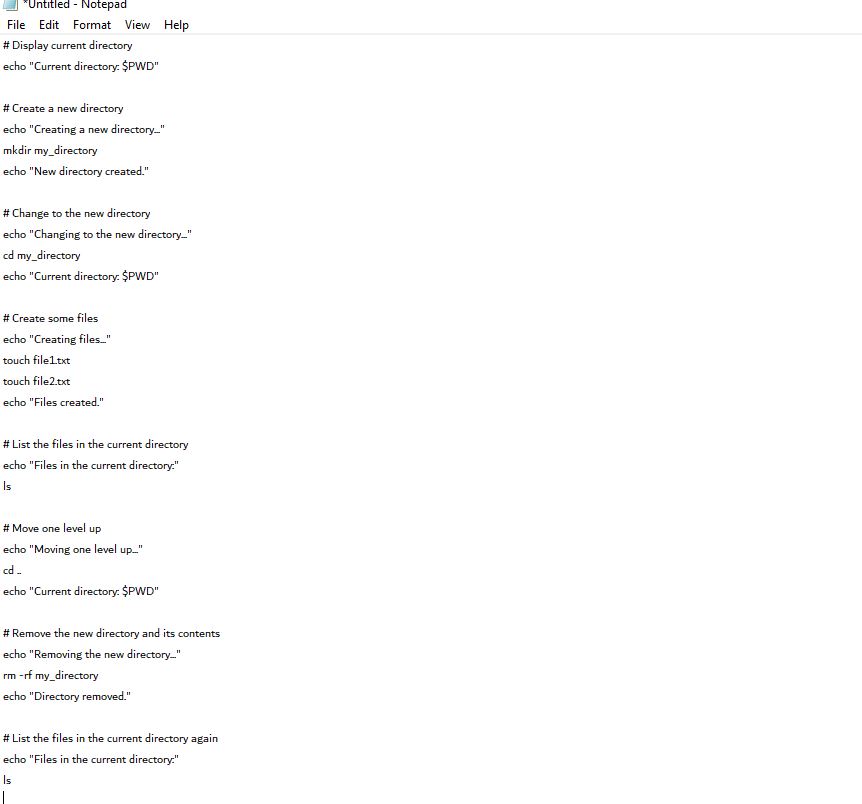 *Untitled - Notepad
File Edit Format View Help
# Display current directory
echo "Current directory: $PWD"
# Create a new directory
echo "Creating a new directory..."
mkdir my_directory
echo "New directory created."
# Change to the new directory
echo "Changing to the new directory..."
cd my_directory
echo "Current directory: $PWD"
# Create some files
echo "Creating files..."
touch file1.txt
touch file2.txt
echo "Files created."
# List the files in the current directory
echo "Files in the current directory:"
ls
# Move one level up
echo "Moving one level up..."
cd ..
echo "Current directory: $PWD"
# Remove the new directory and its contents
echo "Removing the new directory..."
rm -rf my_directory
echo "Directory removed."
# List the files in the current directory again
echo "Files in the current directory:"
ls